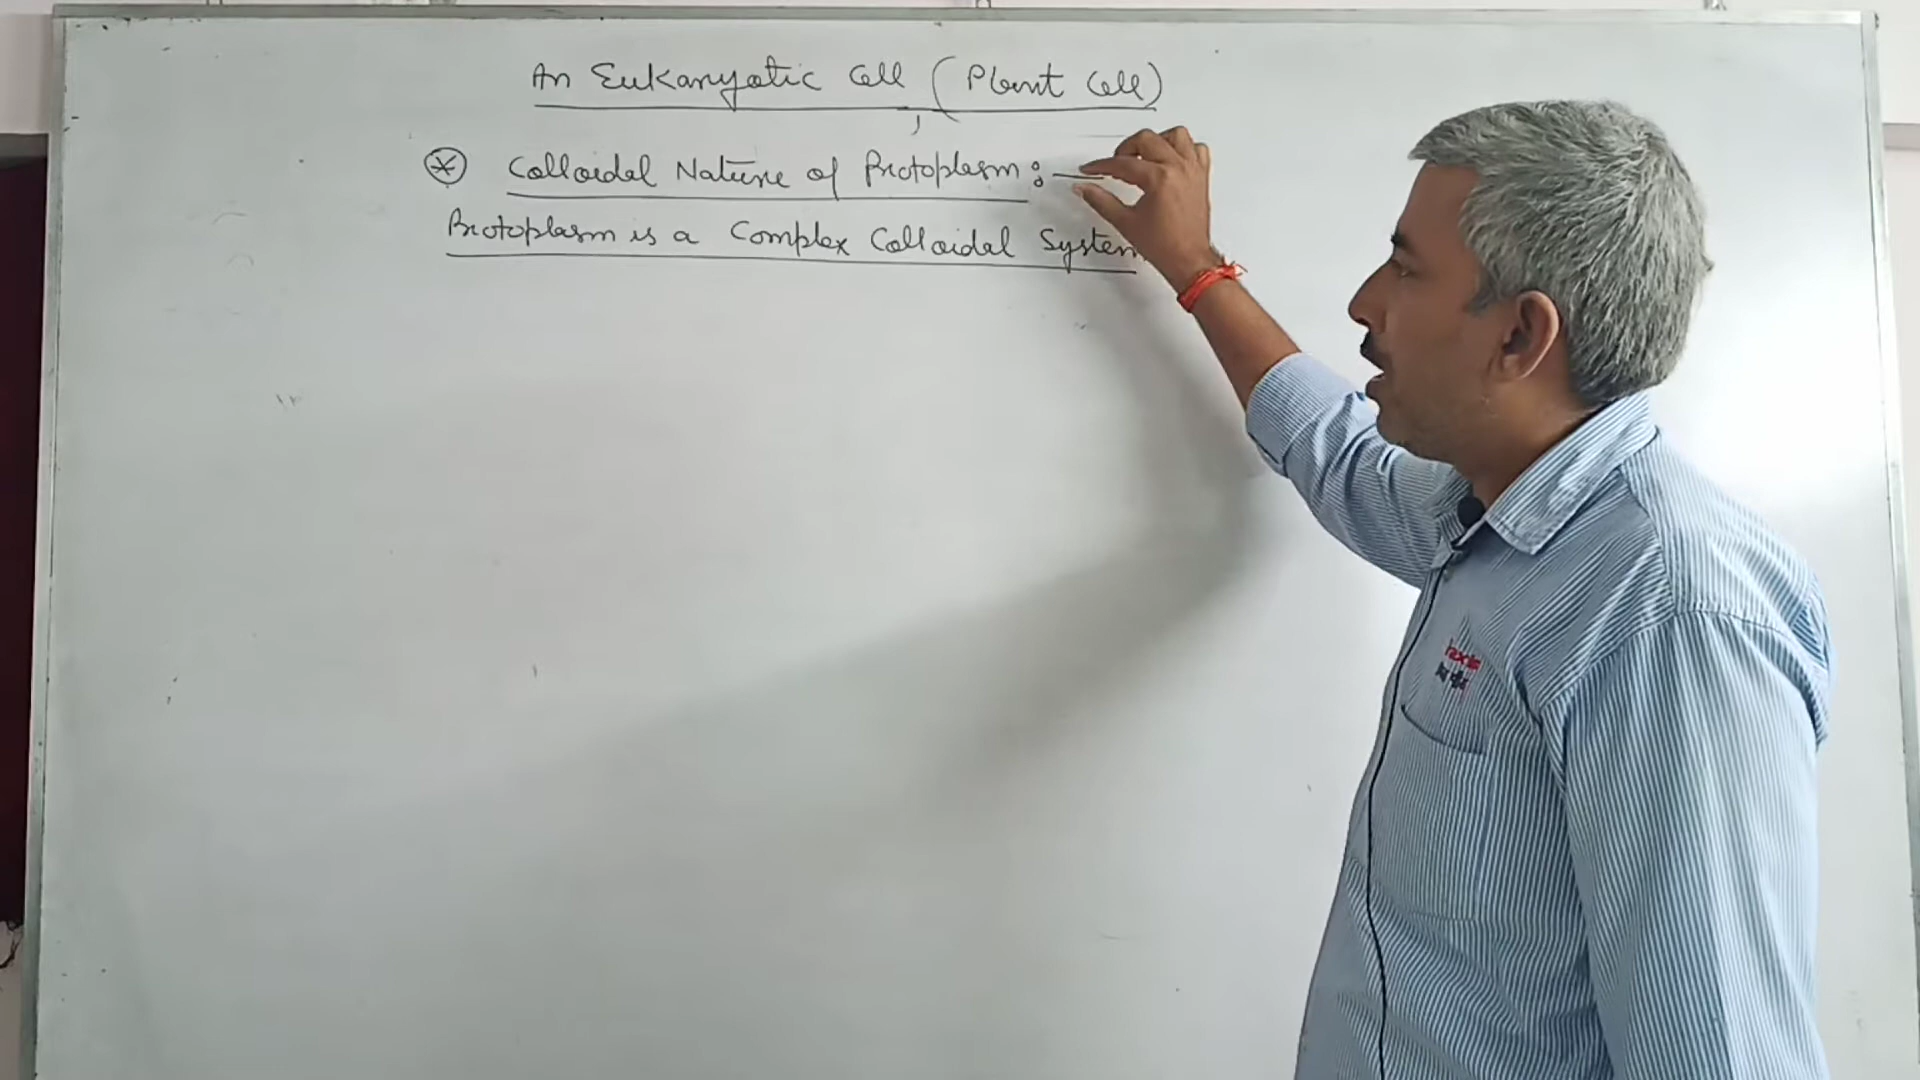 An Eukaryotic Cell (Plant Cell)
* Colloidal Nature of Protoplasm :-
Protoplasm is a Complex Colloidal System